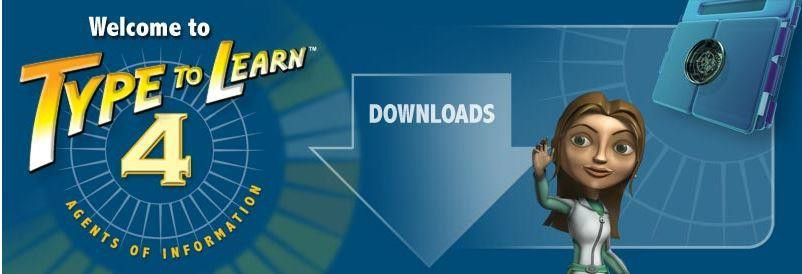 Welcome to
TYPE TO LEARN™
4
AGENTS OF INFORMATION
DOWNLOADS